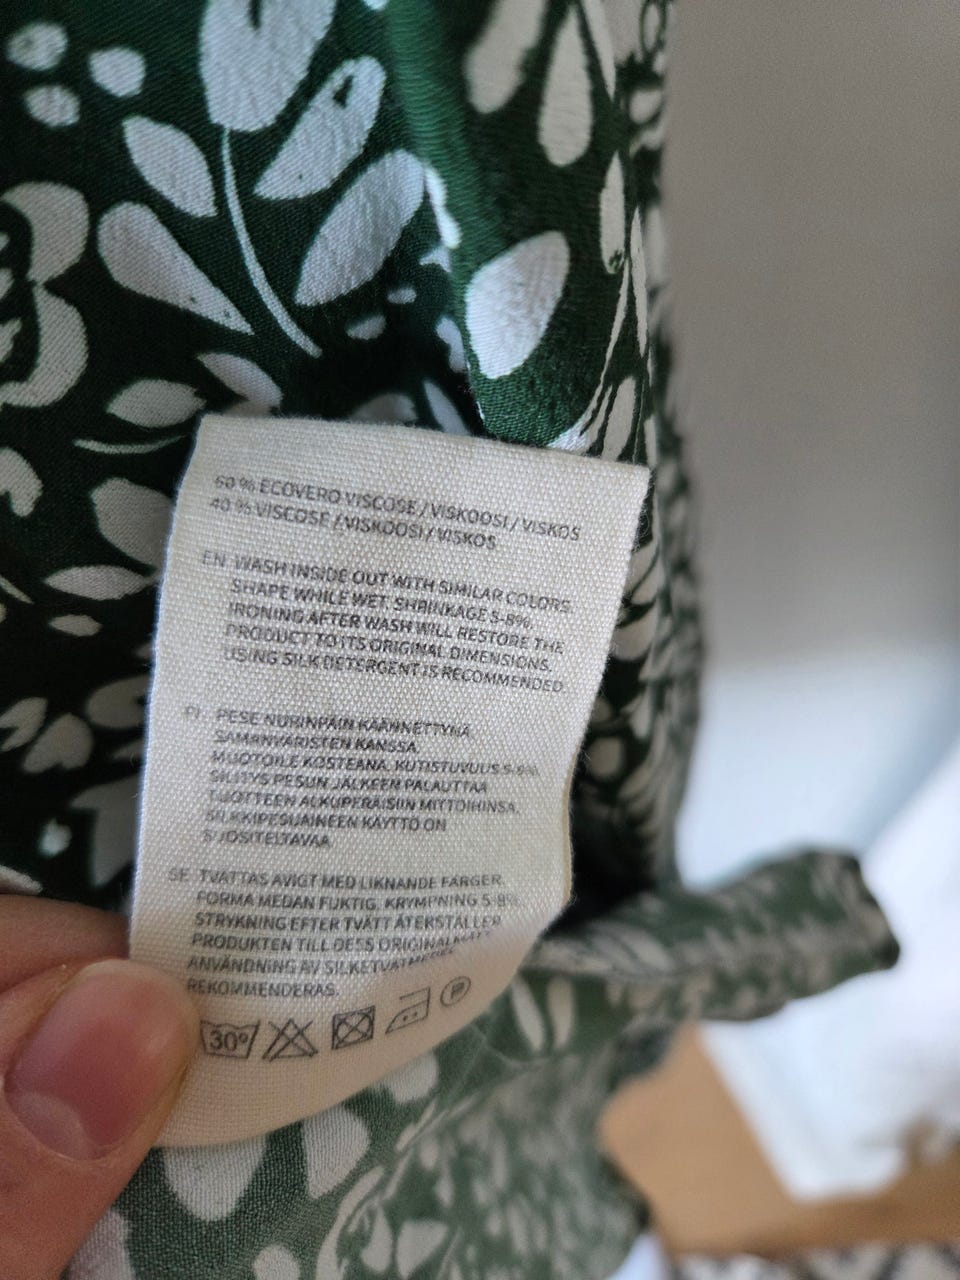 60 % ECOVERO VISCOSE / VISKOOSI / VISKOS
40 % VISCOSE / VISKOOSI / VISKOS
EN WASH INSIDE OUT WITH SIMILAR COLORS.
SHAPE WHILE WET. SHRINKAGE 5-8%.
IRONING AFTER WASH WILL RESTORE THE
PRODUCT TO ITS ORIGINAL DIMENSIONS.
USING SILK DETERGENT IS RECOMMENDED.
FI PESE NURINPÄIN KÄÄNNETTYNÄ
SAMANVÄRISTEN KANSSA.
MUOTOILE KOSTEANA. KUTISTUVUUS 5-8%.
SILITYS PESUN JÄLKEEN PALAUTTAA
TUOTTEEN ALKUPERÄISIIN MITTOIHINSA.
SILKKIPESUAINEEN KÄYTTÖ ON
SUOSITELTAVAA
SE TVÄTTAS AVIGT MED LIKNANDE FÄRGER.
FORMA MEDAN FUKTIG. KRYMPNING 5-8%.
STRYKNING EFTER TVÄTT ÅTERSTÄLLER
PRODUKTEN TILL DESS ORIGINALMÅTT.
ANVÄNDNING AV SILKETVÄTMEDEL
REKOMMENDERAS.
30° P